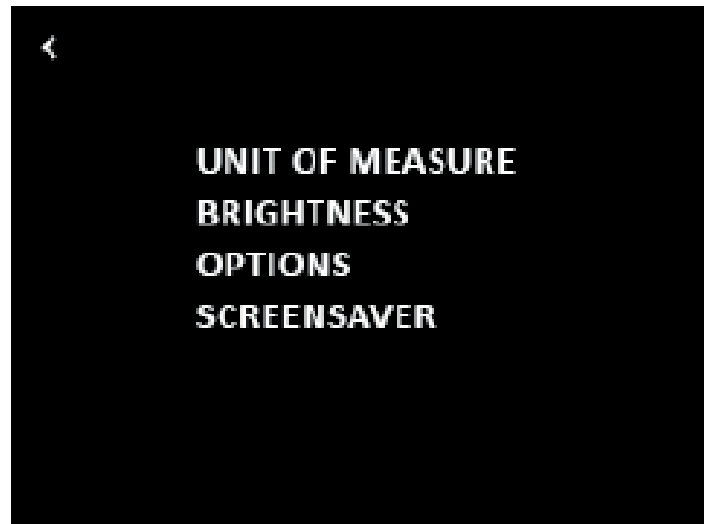 <
UNIT OF MEASURE
BRIGHTNESS
OPTIONS
SCREENSAVER